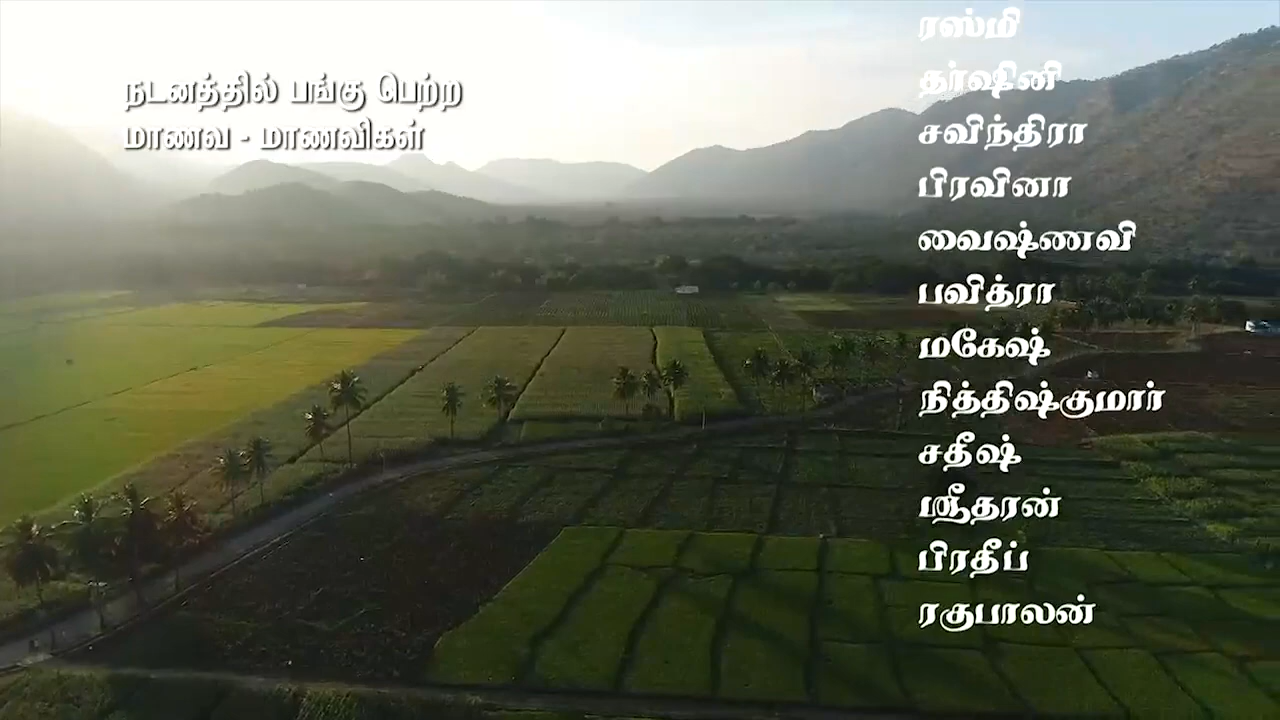 நடனத்தில் பங்கு பெற்ற
மாணவ - மாணவிகள்
ரஸ்மி
தர்ஷினி
சவிந்திரா
பிரவினா
வைஷ்ணவி
பவித்ரா
மகேஷ்
நித்திஷ்குமார்
சதீஷ்
ஸ்ரீதரன்
பிரதீப்
ரகுபாலன்